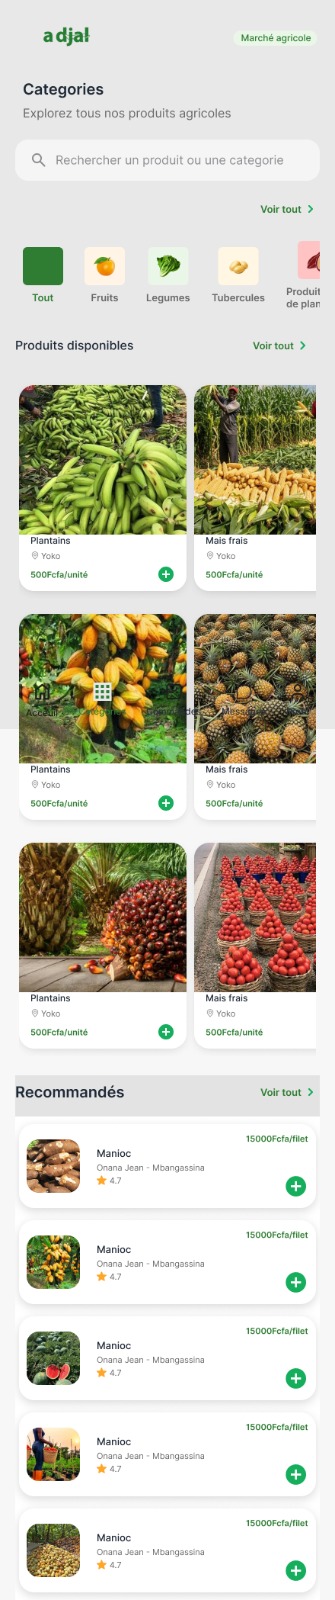 adjal
Marché agricole
Categories
Explorez tous nos produits agricoles
Rechercher un produit ou une categorie
Voir tout
Tout
Fruits
Legumes
Tubercules
Produit
de plan
Produits disponibles
Voir tout
Plantains
Yoko
500Fcfa/unité
Mais frais
Yoko
500Fcfa/unité
Acceuil
Plantains
Yoko
500Fcfa/unité
Mais frais
Yoko
500Fcfa/unité
Plantains
Yoko
500Fcfa/unité
Mais frais
Yoko
500Fcfa/unité
Recommandés
Voir tout
15000Fcfa/filet
Manioc
Onana Jean - Mbangassina
4.7
15000Fcfa/filet
Manioc
Onana Jean - Mbangassina
4.7
15000Fcfa/filet
Manioc
Onana Jean - Mbangassina
4.7
15000Fcfa/filet
Manioc
Onana Jean - Mbangassina
4.7
15000Fcfa/filet
Manioc
Onana Jean - Mbangassina
4.7